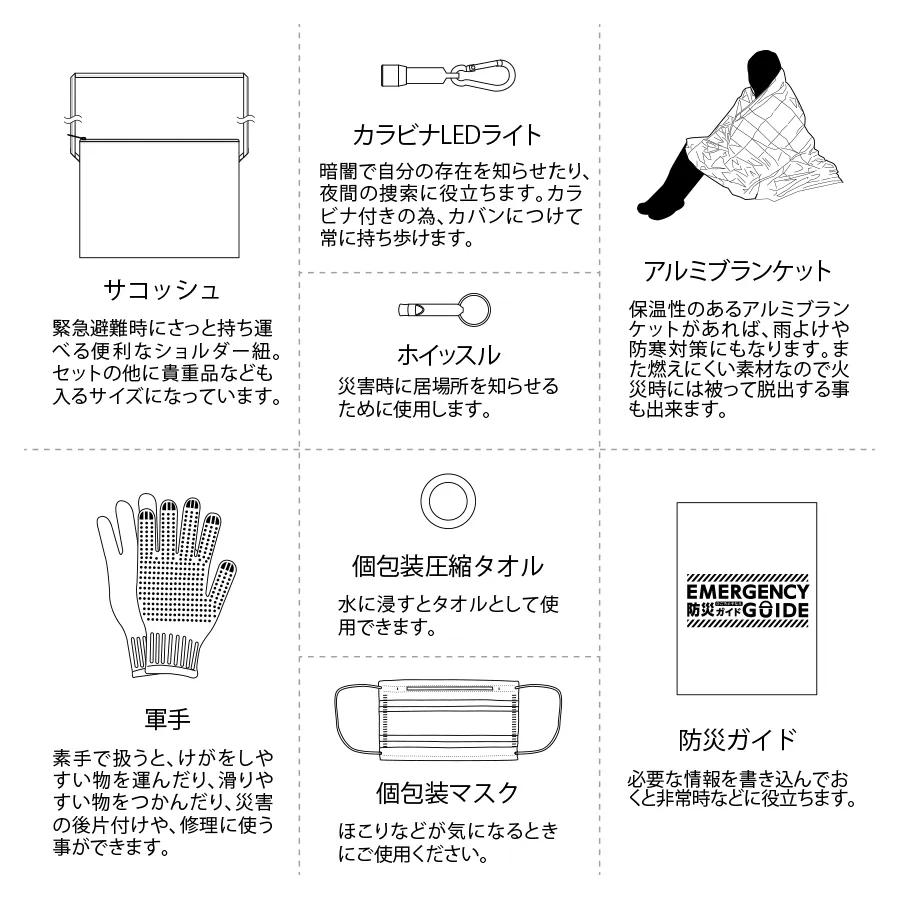 サコッシュ
緊急避難時にさっと持ち運
べる便利なショルダー紐。
セットの他に貴重品なども
入るサイズになっています。
カラビナLEDライト
暗闇で自分の存在を知らせたり、
夜間の捜索に役立ちます。カラ
ビナ付きの為、カバンにつけて
常に持ち歩けます。
ホイッスル
災害時に居場所を知らせる
ために使用します。
アルミブランケット
保温性のあるアルミブラン
ケットがあれば、雨よけや
防寒対策にもなります。ま
た燃えにくい素材なので火
災時には被って脱出する事
も出来ます。
軍手
素手で扱うと、けがをしや
すい物を運んだり、滑りや
すい物をつかんだり、災害
の後片付けや、修理に使う
事ができます。
個包装圧縮タオル
水に浸すとタオルとして使
用できます。
個包装マスク
ほこりなどが気になるとき
にご使用ください。
EMERGENCY
防災ガイド GUIDE
防災ガイド
必要な情報を書き込んでお
くと非常時などに役立ちます。